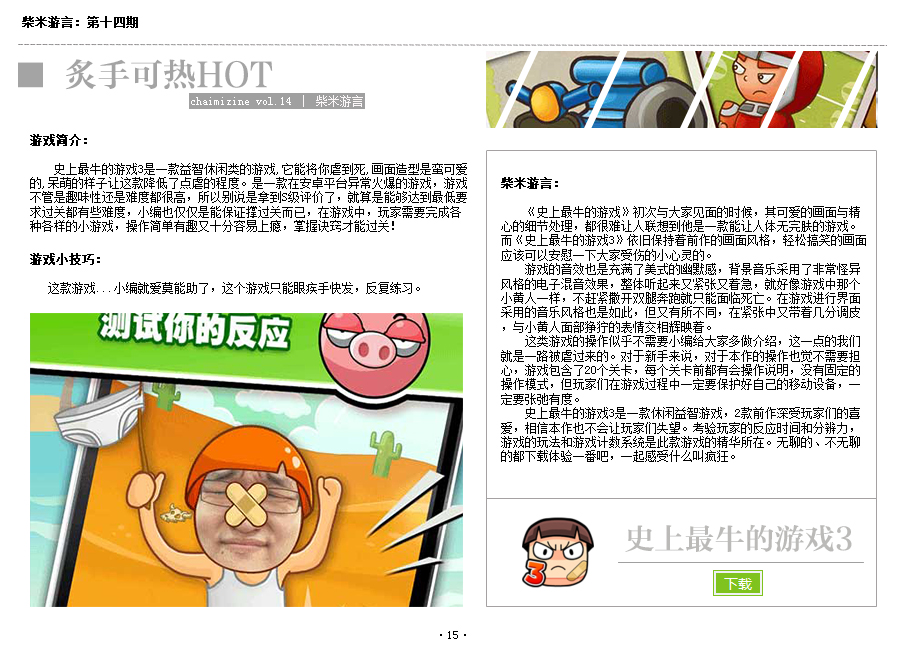 柴米游言：第十四期
炙手可热HOT
chaimizine vol.14 | 柴米游言
游戏简介：
史上最牛的游戏3是一款益智休闲类的游戏,它能将你虐到死,画面造型是蛮可爱
的,呆萌的样子让这款降低了点虐的程度。是一款在安卓平台异常火爆的游戏，游戏
不管是趣味性还是难度都很高，所以别说是拿到S级评价了，就算是能够达到最低要
求过关都有些难度，小编也仅仅是能保证撑过关而已，在游戏中，玩家需要完成各
种各样的小游戏，操作简单有趣又十分容易上瘾，掌握诀窍才能过关！
游戏小技巧：
这款游戏...小编就爱莫能助了，这个游戏只能眼疾手快发，反复练习。
测试你的反应
柴米游言：
《史上最牛的游戏》初次与大家见面的时候，其可爱的画面与精
心的细节处理，都很难让人联想到他是一款能让人体无完肤的游戏。
而《史上最牛的游戏3》依旧保持着前作的画面风格，轻松搞笑的画面
应该可以安慰一下大家受伤的小心灵的。
游戏的音效也是充满了美式的幽默感，背景音乐采用了非常怪异
风格的电子混音效果，整体听起来又紧张又着急，就好像游戏中那个
小黄人一样，不赶紧撒开双腿奔跑就只能面临死亡。在游戏进行界面
采用的音乐风格也是如此，但又有所不同，在紧张中又带着几分调皮
，与小黄人面部狰狞的表情交相辉映着。
这类游戏的操作似乎不需要小编给大家多做介绍，这一点的我们
就是一路被虐过来的。对于新手来说，对于本作的操作也觉不需要担
心，游戏包含了20个关卡，每个关卡前都有会操作说明，没有固定的
操作模式，但玩家们在游戏过程中一定要保护好自己的移动设备，一
定要张弛有度。
史上最牛的游戏3是一款休闲益智游戏，2款前作深受玩家们的喜
爱，相信本作也不会让玩家们失望。考验玩家的反应时间和分辨力，
游戏的玩法和游戏计数系统是此款游戏的精华所在。无聊的、不无聊
的都下载体验一番吧，一起感受什么叫疯狂。
3
史上最牛的游戏3
下载
·15·